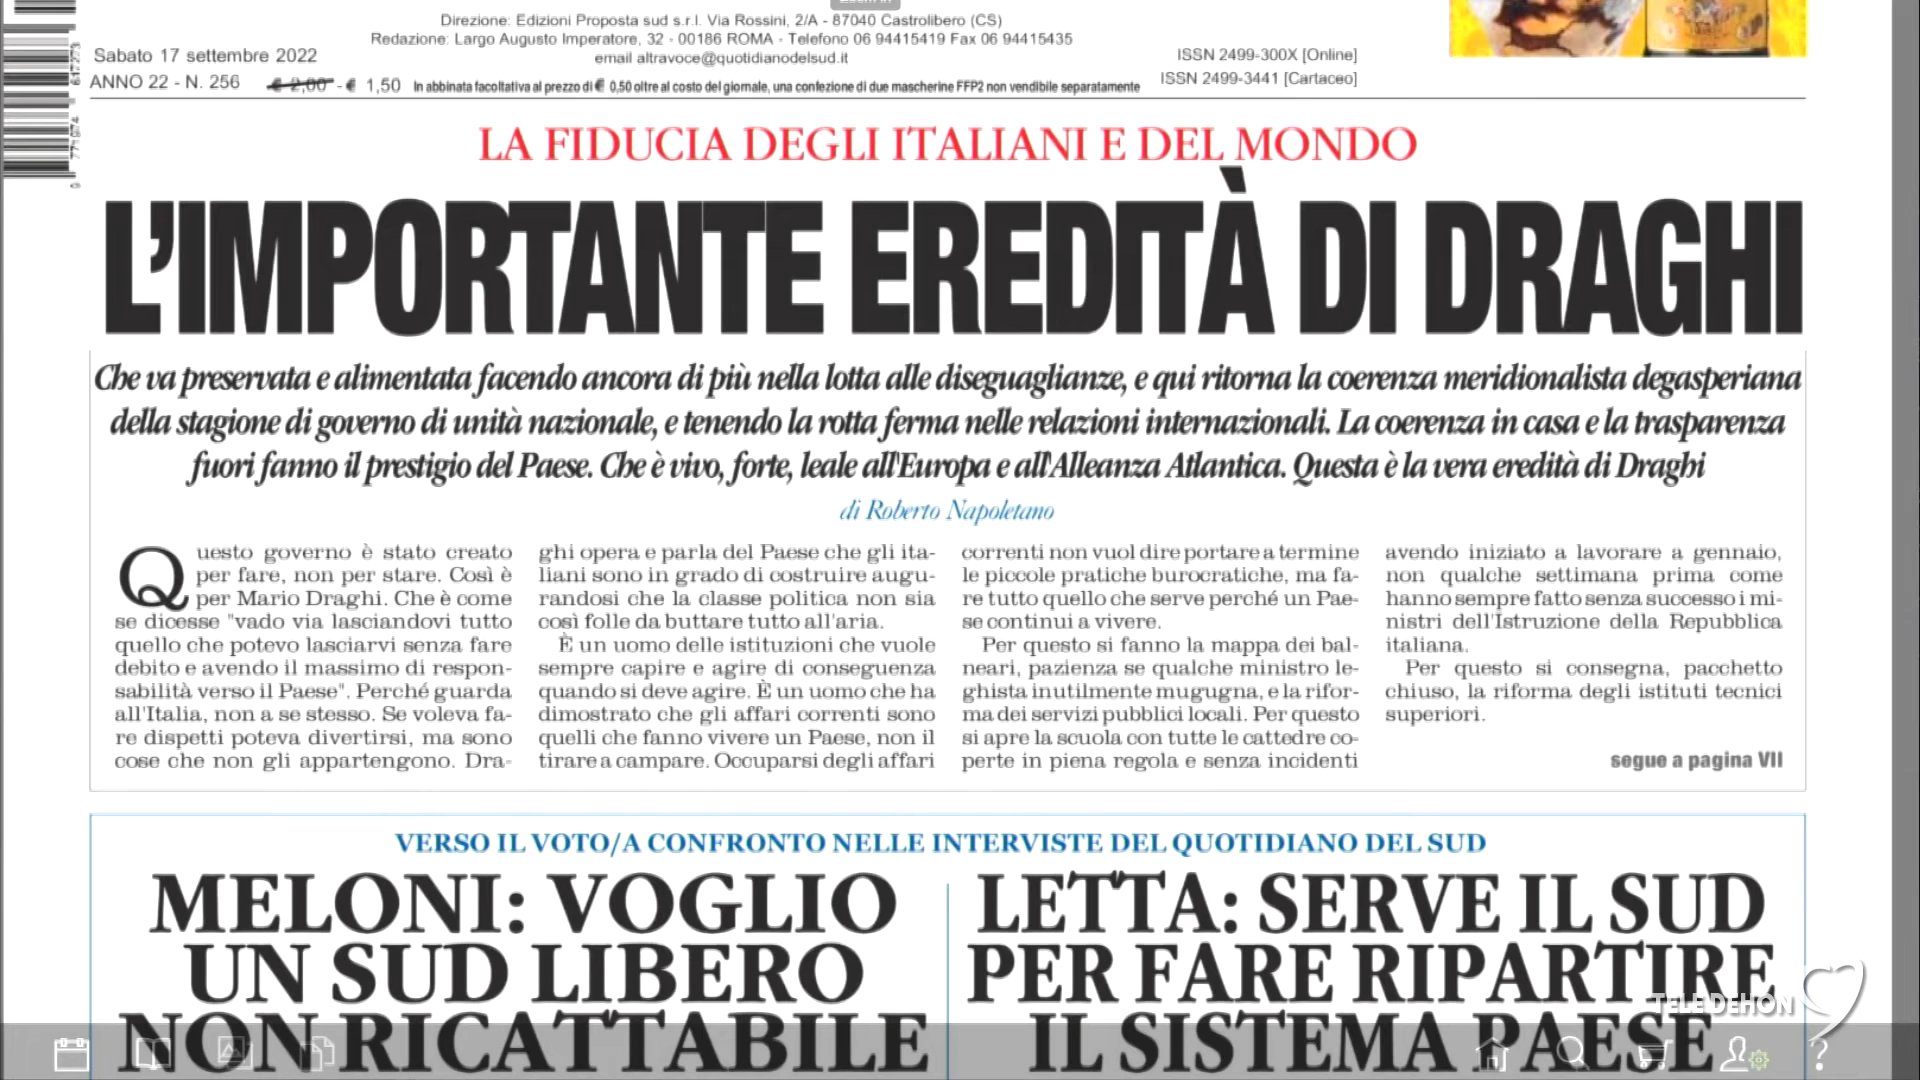 Direzione: Edizioni Proposta sud s.r.l. Via Rossini, 2/A - 87040 Castrolibero (CS)
Redazione: Largo Augusto Imperatore, 32 - 00186 ROMA - Telefono 06 94415419 Fax 06 94415435
email altravoce@quotidianodelsud.it
Sabato 17 settembre 2022
ANNO 22 - N. 256
€ 2,00 - € 1,50 In abbinata facoltativa al prezzo di € 0,50 oltre al costo del giornale, una confezione di due mascherine FFP2 non vendibile separatamente
ISSN 2499-300X [Online]
ISSN 2499-3441 [Cartaceo]
LA FIDUCIA DEGLI ITALIANI E DEL MONDO
L'IMPORTANTE EREDITÀ DI DRAGHI
Che va preservata e alimentata facendo ancora di più nella lotta alle diseguaglianze, e qui ritorna la coerenza meridionalista degasperiana
della stagione di governo di unità nazionale, e tenendo la rotta ferma nelle relazioni internazionali. La coerenza in casa e la trasparenza
fuori fanno il prestigio del Paese. Che è vivo, forte, leale all'Europa e all'Alleanza Atlantica. Questa è la vera eredità di Draghi
di Roberto Napoletano
Questo governo è stato creato
per fare, non per stare. Così è
per Mario Draghi. Che è come
se dicesse "vado via lasciandovi tutto
quello che potevo lasciarvi senza fare
debito e avendo il massimo di respon-
sabilità verso il Paese". Perché guarda
all'Italia, non a se stesso. Se voleva fa-
re dispetti poteva divertirsi, ma sono
cose che non gli appartengono. Dra-
ghi opera e parla del Paese che gli ita-
liani sono in grado di costruire augu-
randosi che la classe politica non sia
così folle da buttare tutto all'aria.
È un uomo delle istituzioni che vuole
sempre capire e agire di conseguenza
quando si deve agire. È un uomo che ha
dimostrato che gli affari correnti sono
quelli che fanno vivere un Paese, non il
tirare a campare. Occuparsi degli affari
correnti non vuol dire portare a termine
le piccole pratiche burocratiche, ma fa-
re tutto quello che serve perché un Pae-
se continui a vivere.
Per questo si fanno la mappa dei bal-
neari, pazienza se qualche ministro le-
ghista inutilmente mugugna, e la rifor-
ma dei servizi pubblici locali. Per questo
si apre la scuola con tutte le cattedre co-
perte in piena regola e senza incidenti
avendo iniziato a lavorare a gennaio,
non qualche settimana prima come
hanno sempre fatto senza successo i mi-
nistri dell'Istruzione della Repubblica
italiana.
Per questo si consegna, pacchetto
chiuso, la riforma degli istituti tecnici
superiori.
segue a pagina VII
VERSO IL VOTO/A CONFRONTO NELLE INTERVISTE DEL QUOTIDIANO DEL SUD
MELONI: VOGLIO
UN SUD LIBERO
NON RICATTABILE
LETTA: SERVE IL SUD
PER FARE RIPARTIRE
IL SISTEMA PAESE
TELE DEHON